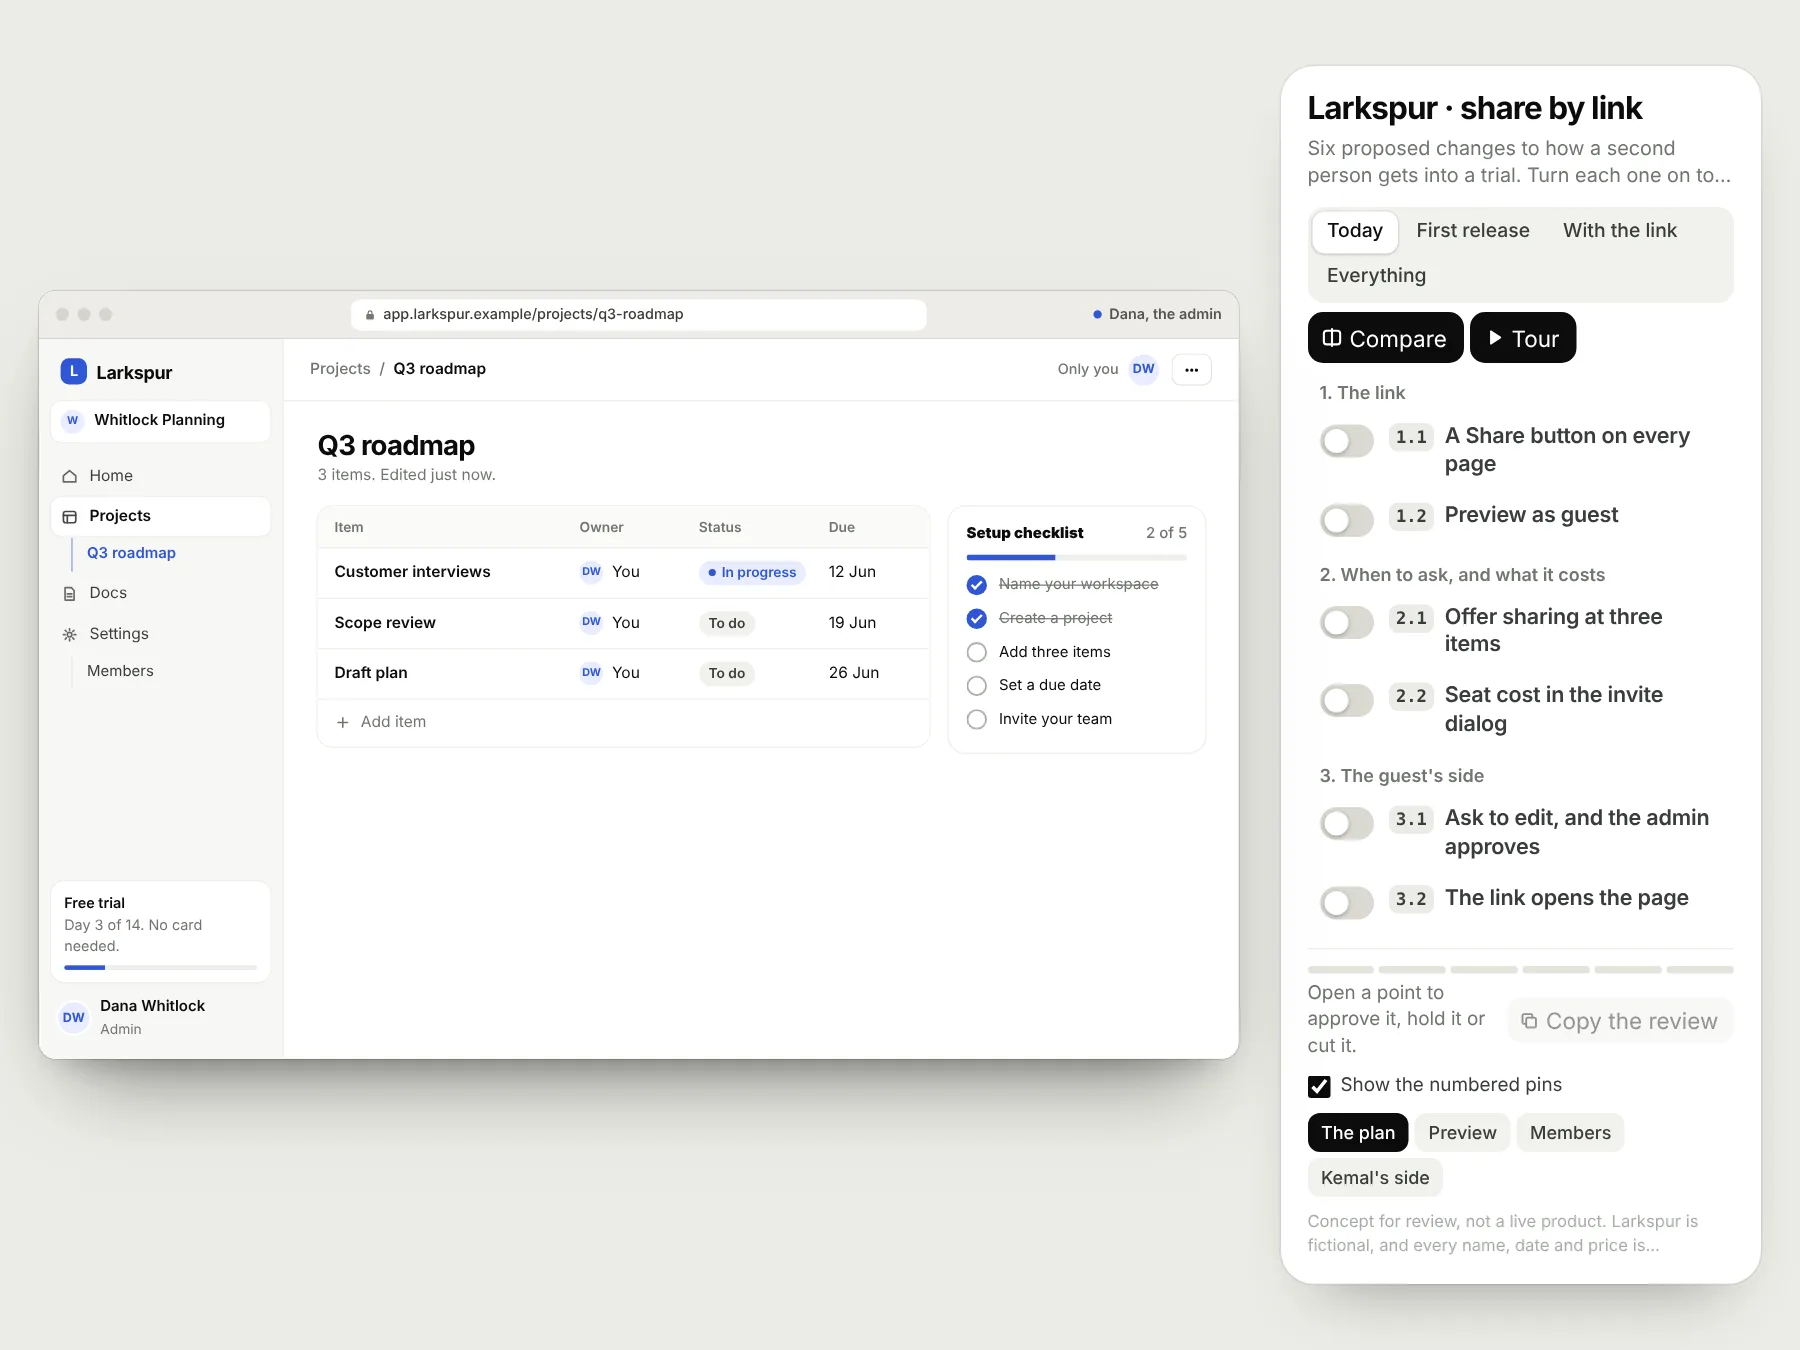 app.larkspur.example/projects/q3-roadmap
Dana, the admin
L Larkspur
W Whitlock Planning
Home
Projects
Q3 roadmap
Docs
Settings
Members
Free trial
Day 3 of 14. No card
needed.
DW Dana Whitlock
Admin
Projects / Q3 roadmap
Only you DW
Q3 roadmap
3 items. Edited just now.
Item Owner Status Due
Customer interviews DW You In progress 12 Jun
Scope review DW You To do 19 Jun
Draft plan DW You To do 26 Jun
+ Add item
Setup checklist 2 of 5
Name your workspace
Create a project
Add three items
Set a due date
Invite your team
Larkspur · share by link
Six proposed changes to how a second
person gets into a trial. Turn each one on to...
Today First release With the link
Everything
Compare Tour
1. The link
1.1 A Share button on every
page
1.2 Preview as guest
2. When to ask, and what it costs
2.1 Offer sharing at three
items
2.2 Seat cost in the invite
dialog
3. The guest's side
3.1 Ask to edit, and the admin
approves
3.2 The link opens the page
Open a point to
approve it, hold it or
cut it.
Copy the review
Show the numbered pins
The plan Preview Members
Kemal's side
Concept for review, not a live product. Larkspur is
fictional, and every name, date and price is...